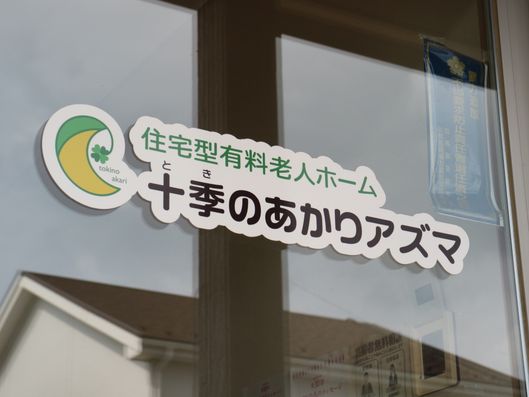 tokino
akari
住宅型有料老人ホーム
とき
十季のあかりアズマ